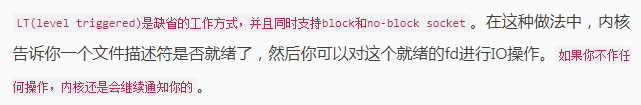 LT(level triggered)是缺省的工作方式，并且同时支持block和no-block socket。在这种做法中，内核
告诉你一个文件描述符是否就绪了，然后你可以对这个就绪的fd进行IO操作。如果你不作任
何操作，内核还是会继续通知你的。